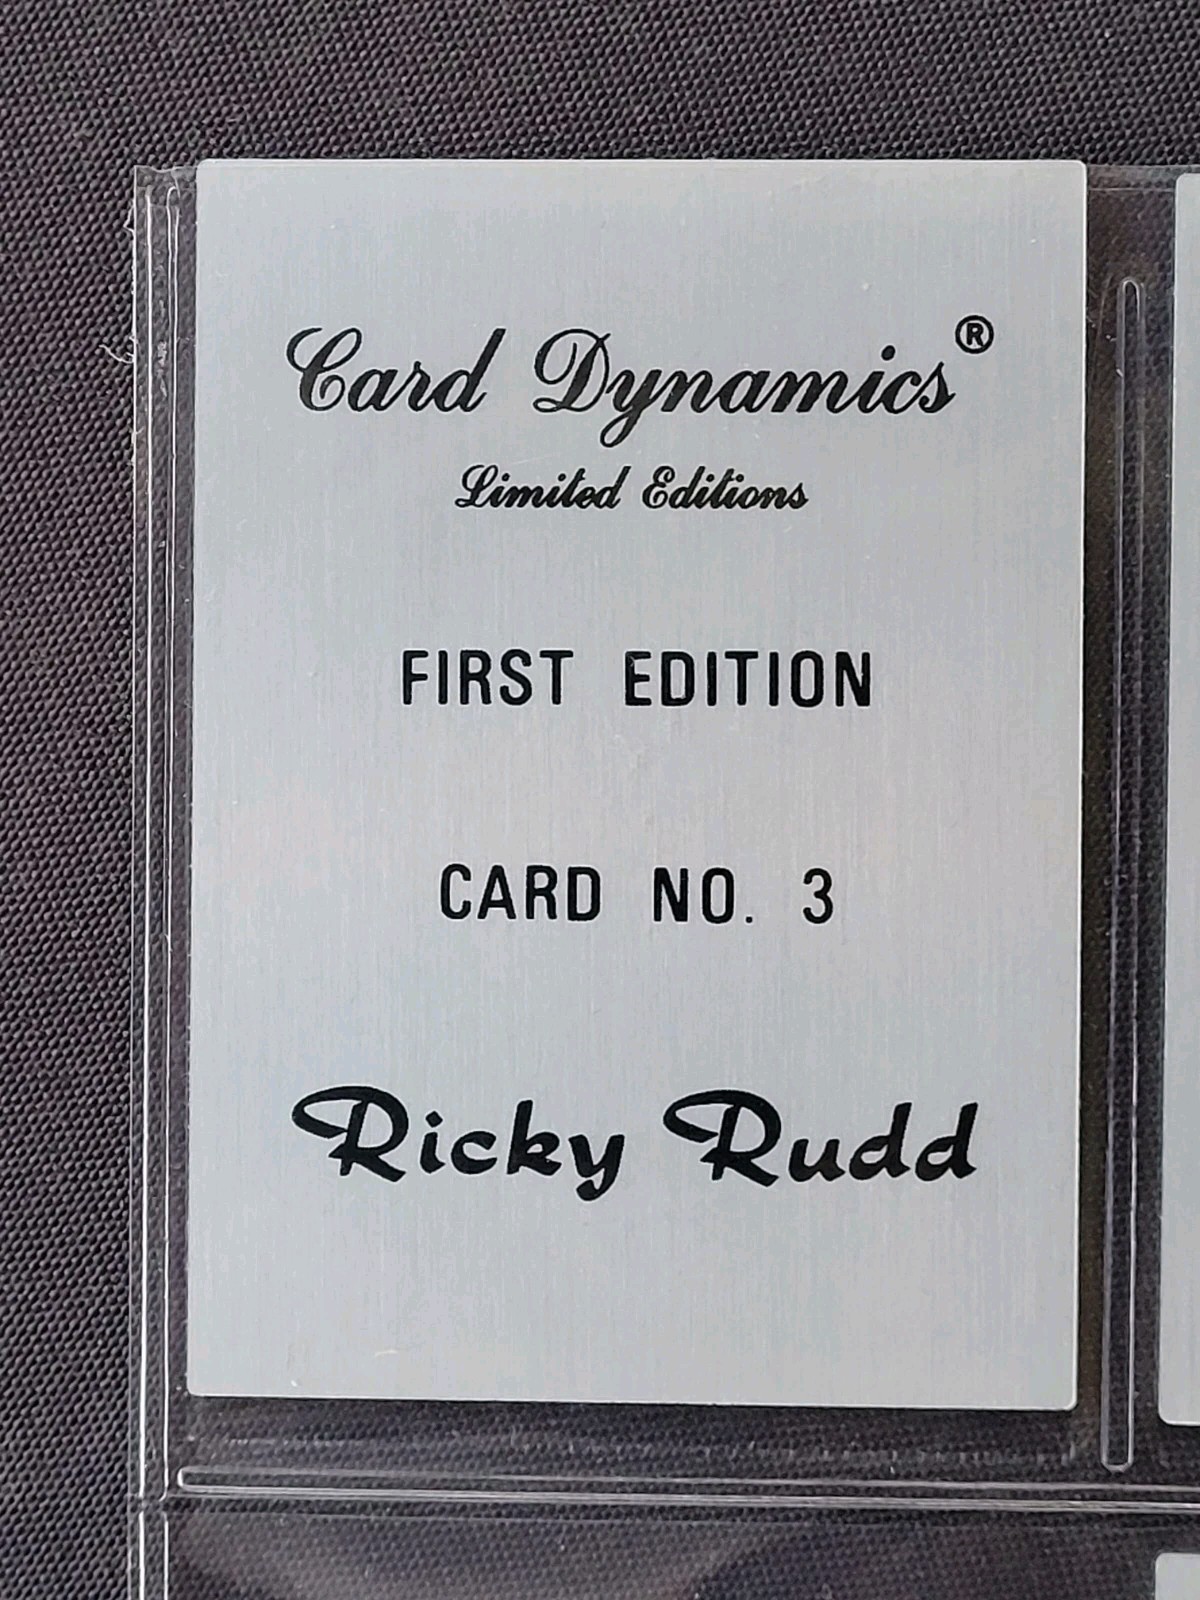 Card Dynamics®
Limited Editions
FIRST EDITION
CARD NO. 3
Ricky Rudd